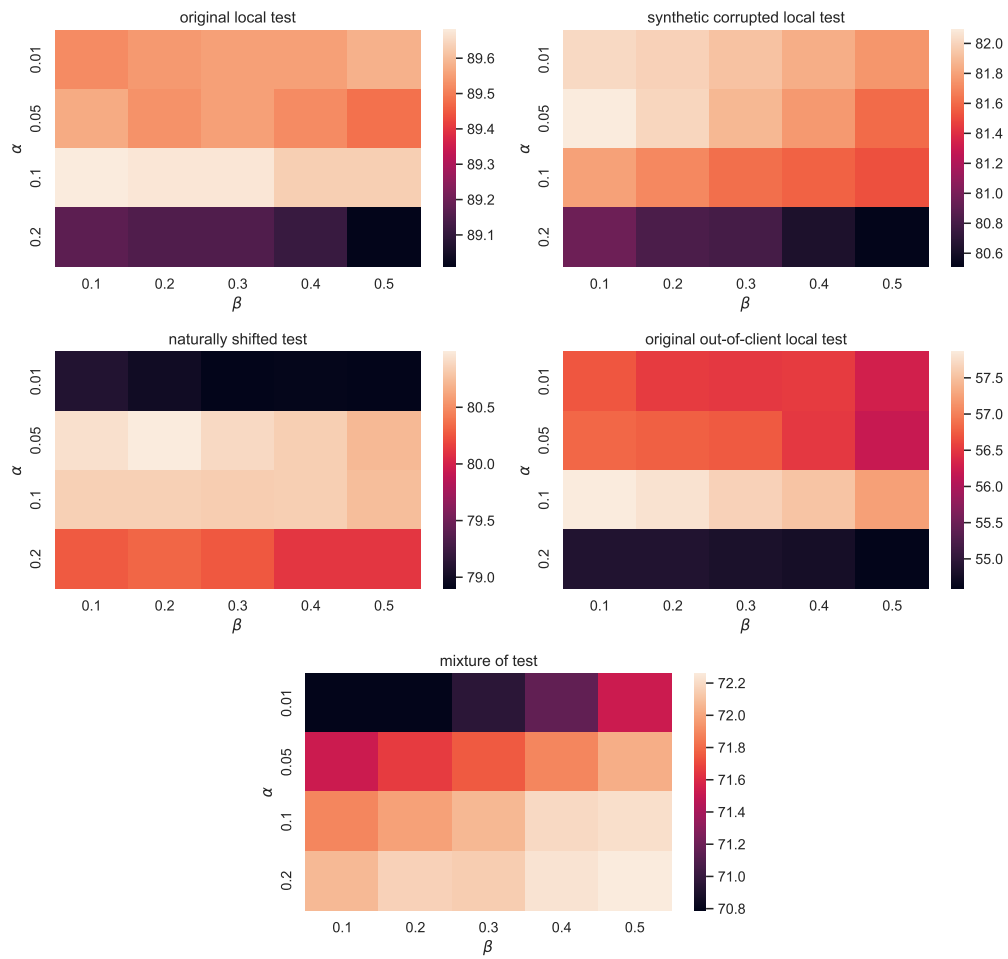 original local test
0.01
0.05
0.1
0.2
α
0.1 0.2 0.3 0.4 0.5
β
89.6
89.5
89.4
89.3
89.2
89.1
synthetic corrupted local test
0.01
0.05
0.1
0.2
α
0.1 0.2 0.3 0.4 0.5
β
82.0
81.8
81.6
81.4
81.2
81.0
80.8
80.6
naturally shifted test
0.01
0.05
0.1
0.2
α
0.1 0.2 0.3 0.4 0.5
β
80.5
80.0
79.5
79.0
original out-of-client local test
0.01
0.05
0.1
0.2
α
0.1 0.2 0.3 0.4 0.5
β
57.5
57.0
56.5
56.0
55.5
55.0
mixture of test
0.01
0.05
0.1
0.2
α
0.1 0.2 0.3 0.4 0.5
β
72.2
72.0
71.8
71.6
71.4
71.2
71.0
70.8